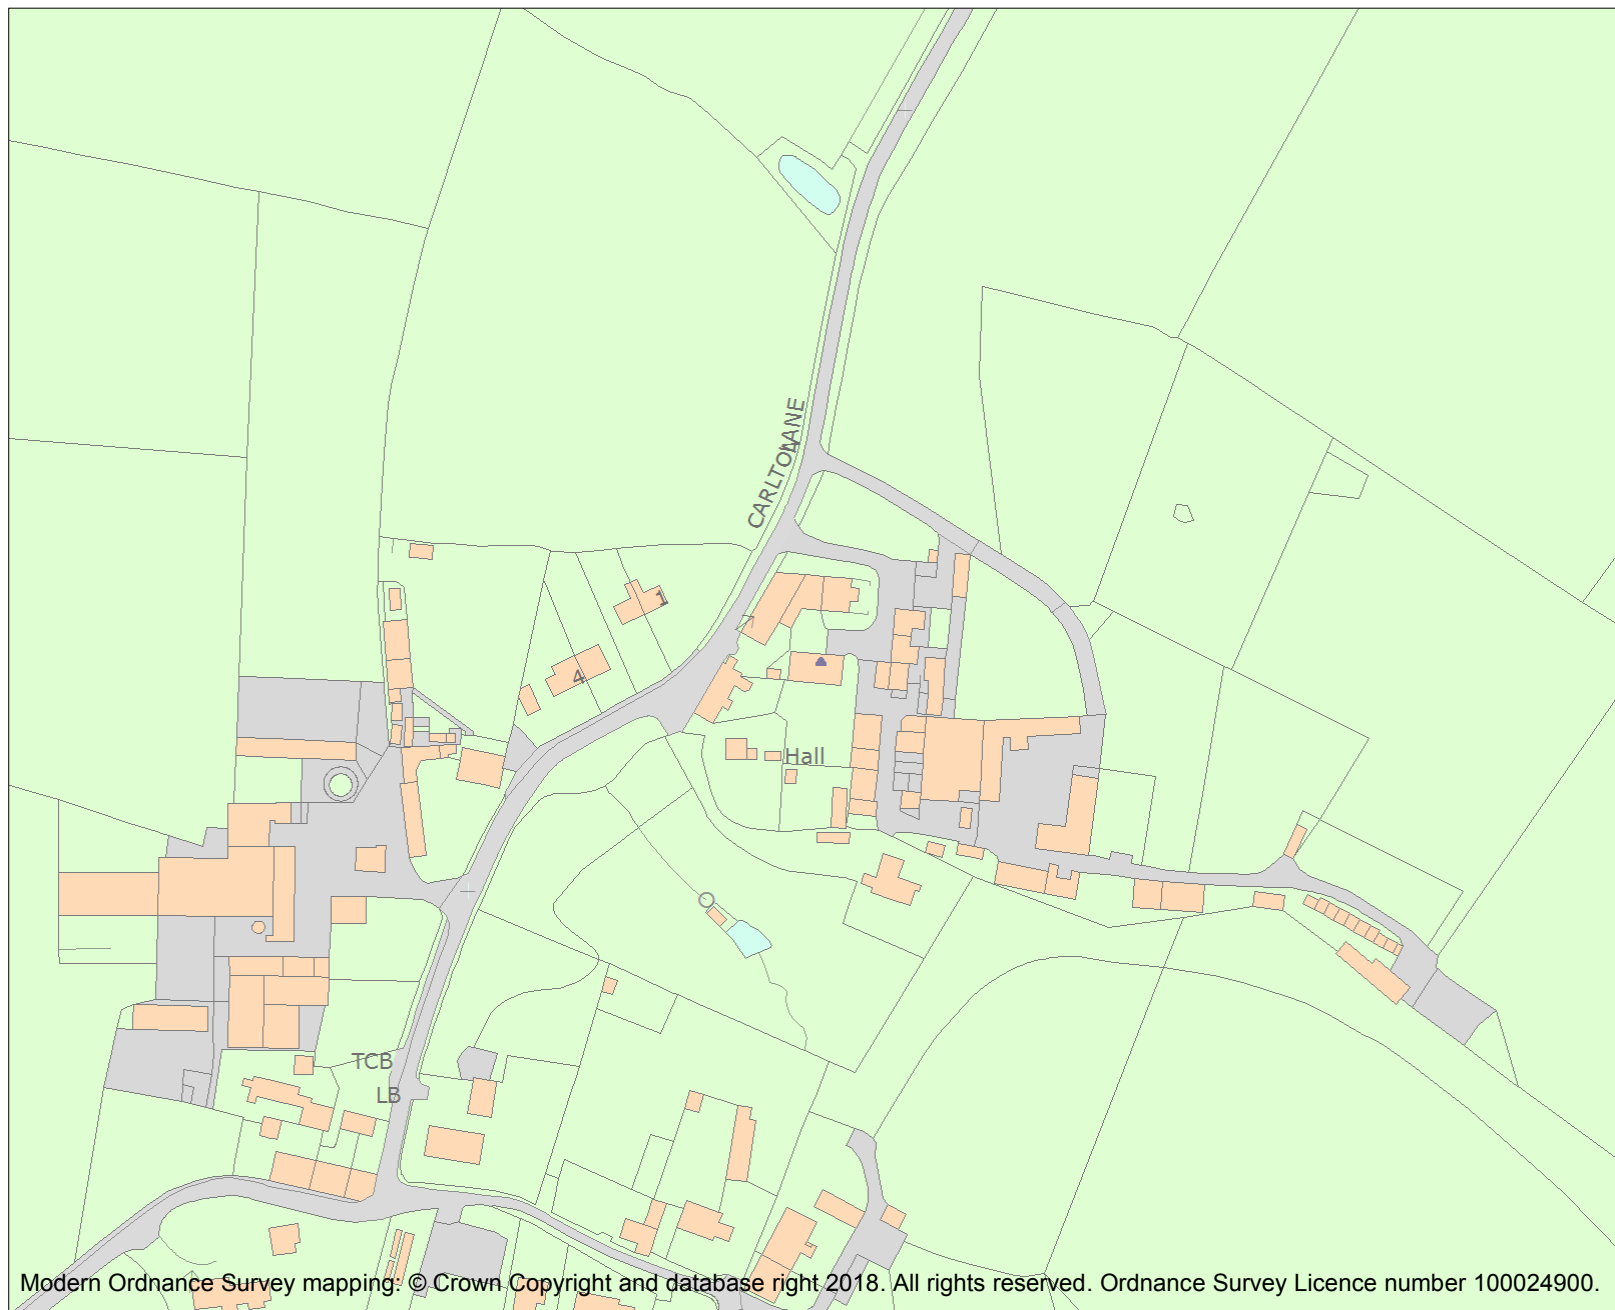 CARLTON LANE
1
4
Hall
TCB
LB
Modern Ordnance Survey mapping: © Crown Copyright and database right 2018. All rights reserved. Ordnance Survey Licence number 100024900.